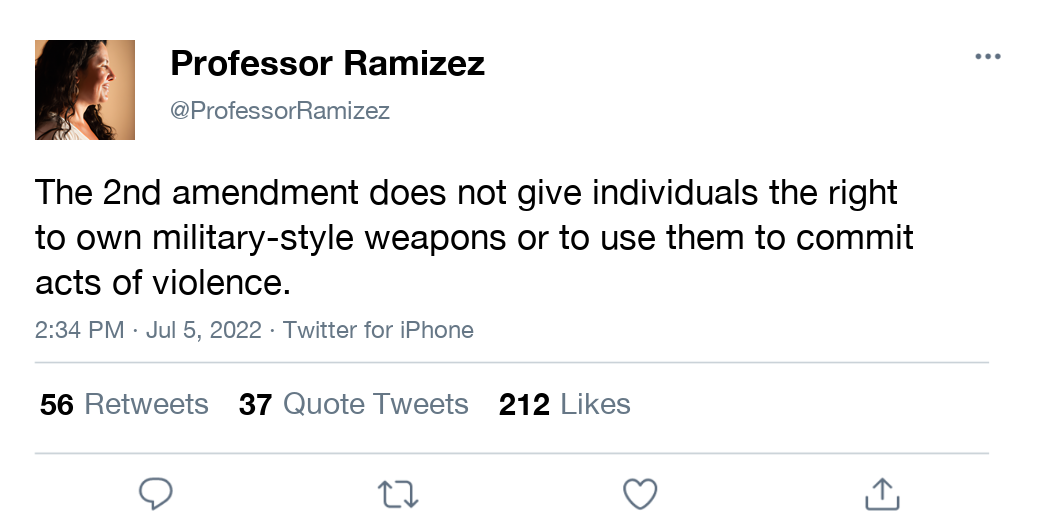 Professor Ramizez
@ProfessorRamizez
The 2nd amendment does not give individuals the right
to own military-style weapons or to use them to commit
acts of violence.
2:34 PM · Jul 5, 2022 · Twitter for iPhone
56 Retweets 37 Quote Tweets 212 Likes